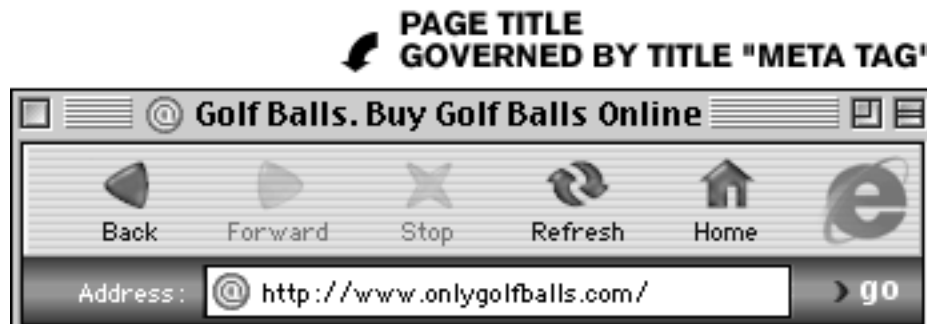 PAGE TITLE
GOVERNED BY TITLE "META TAG"
@ Golf Balls. Buy Golf Balls Online
Back Forward Stop Refresh Home
Address: @ http://www.onlygolfballs.com/ go